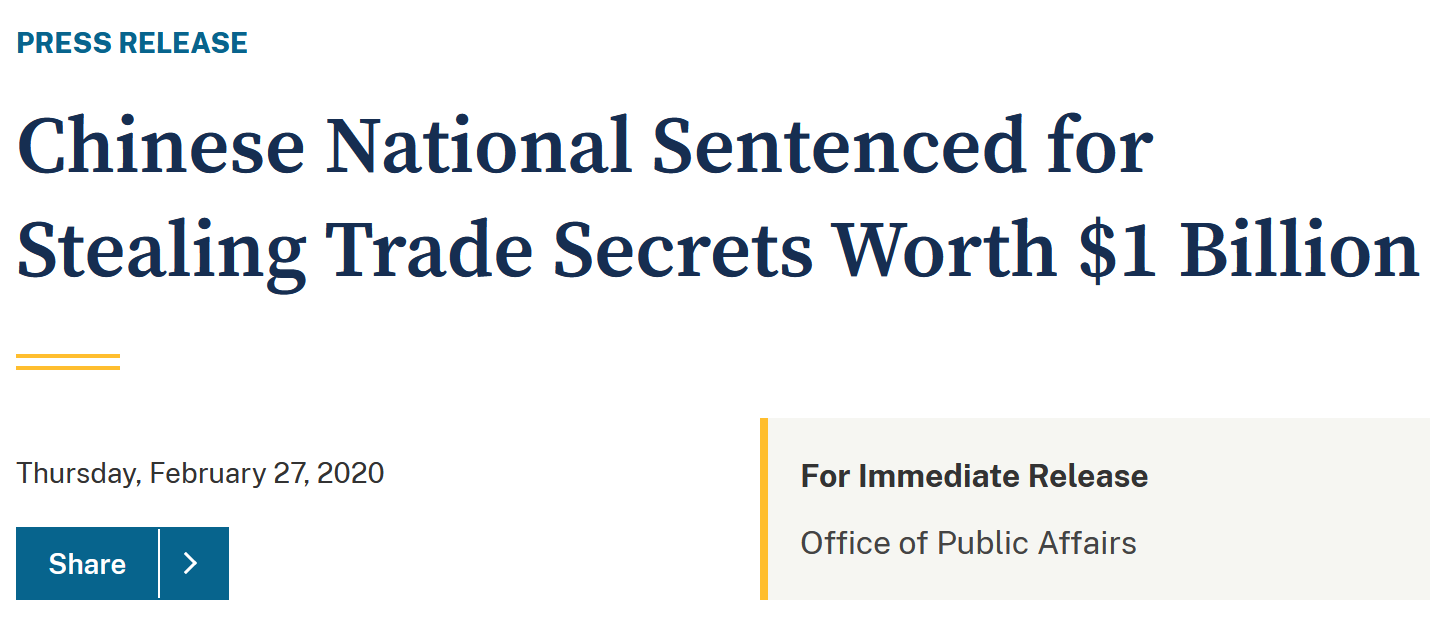 PRESS RELEASE
Chinese National Sentenced for
Stealing Trade Secrets Worth $1 Billion
Thursday, February 27, 2020
Share
For Immediate Release
Office of Public Affairs